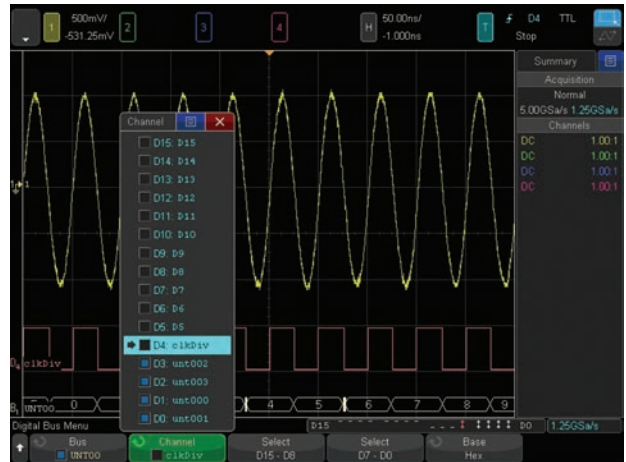 1 500mV/ 2 3 4 H 50.00ns/ T D4 TTL
-531.25mV -1.000ns Stop
Summary
Acquisition
Normal
5.00GSa/s 1.25GSa/s
Channels
DC 1.00:1
DC 1.00:1
DC 1.00:1
DC 1.00:1
Channel
D15: D15
D14: D14
D13: D13
D12: D12
D11: D11
D10: D10
D9: D9
D8: D8
D7: D7
D6: D6
D5: D5
D4: clkDiv
D3: unt002
D2: unt003
D1: unt000
D0: unt001
1
D4 clkDiv
B1 UNT00 0 4 5 6 7 8 9
Digital Bus Menu D15 D0 1.25GSa/s
Bus Channel Select Select Base
UNT00 clkDiv D15 - D8 D7 - D0 Hex